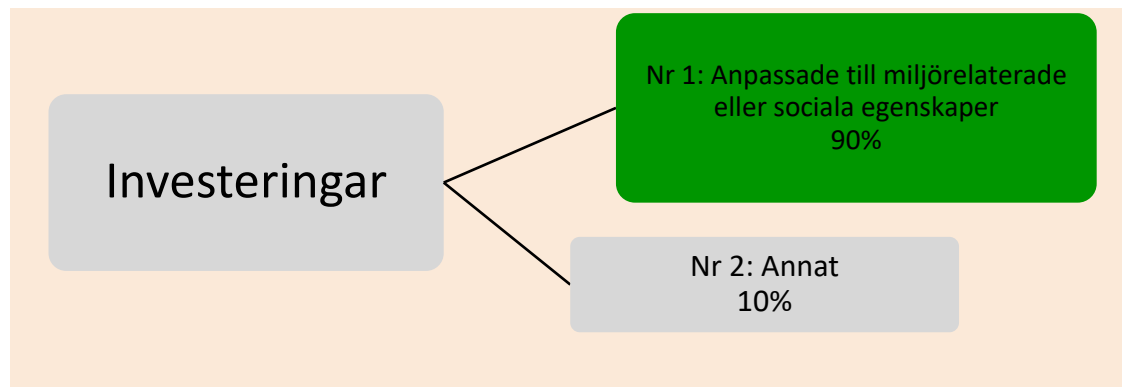 Investeringar
Nr 1: Anpassade till miljörelaterade
eller sociala egenskaper
90%
Nr 2: Annat
10%